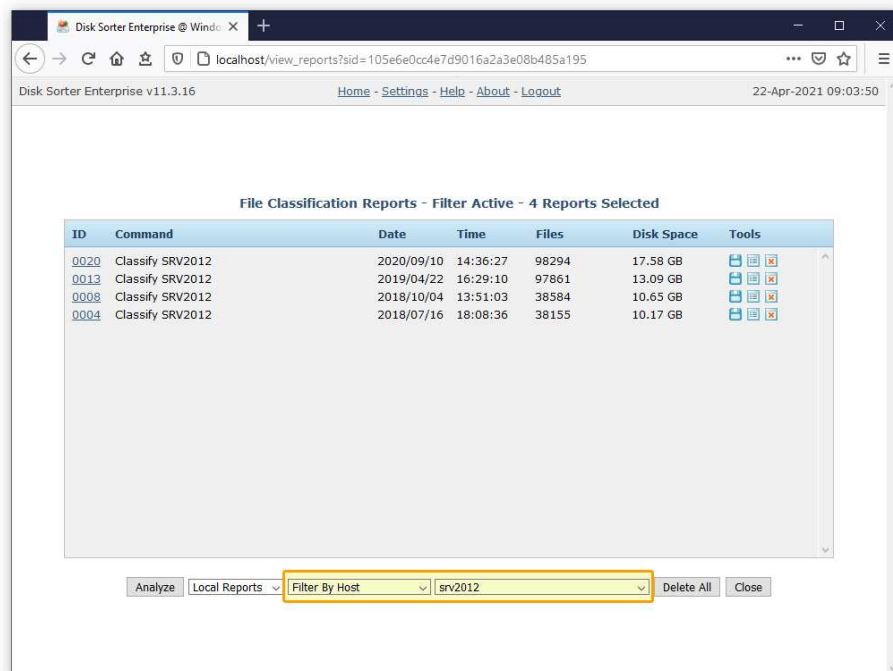 Disk Sorter Enterprise @ Windo
localhost/view_reports?sid=105e6e0cc4e7d9016a2a3e08b485a195
Disk Sorter Enterprise v11.3.16 Home - Settings - Help - About - Logout 22-Apr-2021 09:03:50
File Classification Reports - Filter Active - 4 Reports Selected
ID Command Date Time Files Disk Space Tools
0020 Classify SRV2012 2020/09/10 14:36:27 98294 17.58 GB
0013 Classify SRV2012 2019/04/22 16:29:10 97861 13.09 GB
0008 Classify SRV2012 2018/10/04 13:51:03 38584 10.65 GB
0004 Classify SRV2012 2018/07/16 18:08:36 38155 10.17 GB
Analyze Local Reports Filter By Host srv2012 Delete All Close